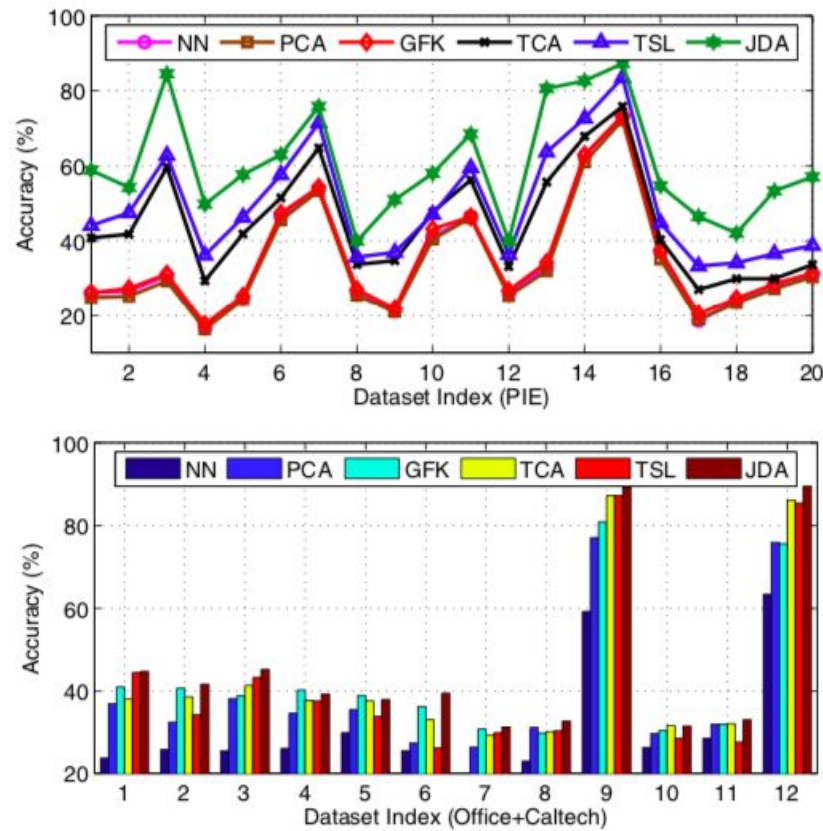 100
NN PCA GFK TCA TSL JDA
80
60
40
20
Accuracy (%)
2 4 6 8 10 12 14 16 18 20
Dataset Index (PIE)
100
NN PCA GFK TCA TSL JDA
80
60
40
20
Accuracy (%)
1 2 3 4 5 6 7 8 9 10 11 12
Dataset Index (Office+Caltech)